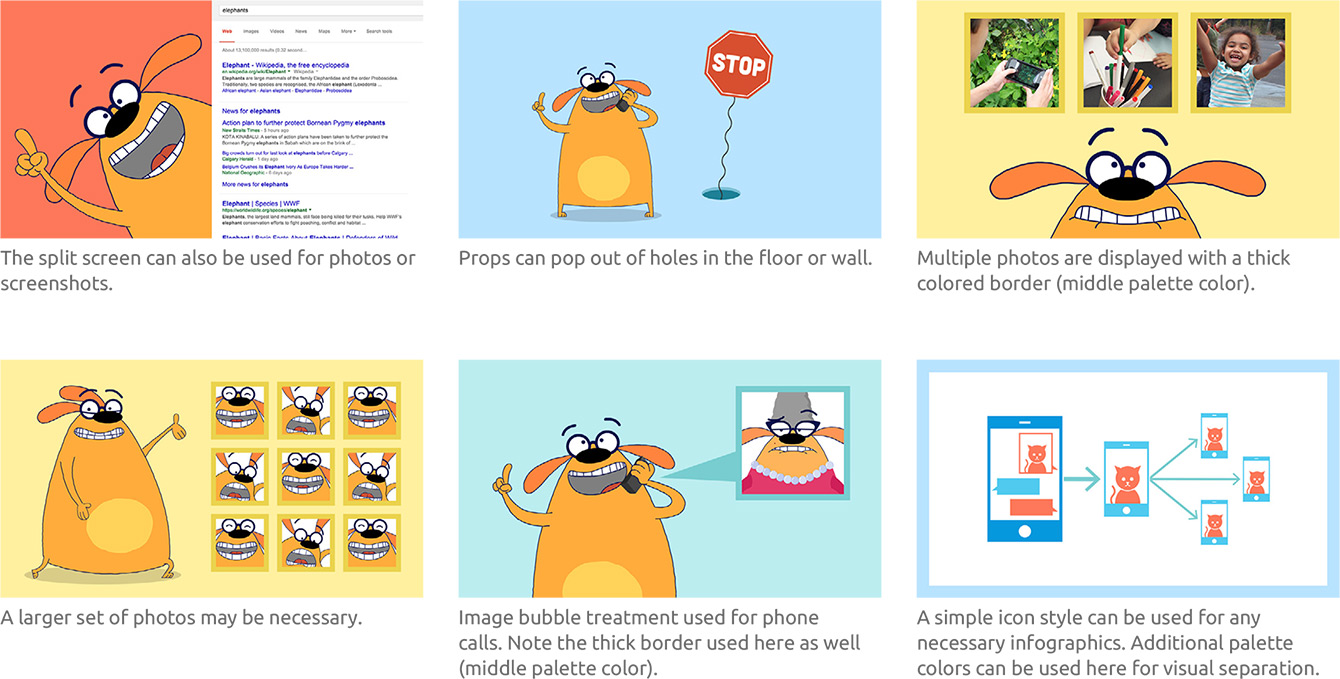 elephants
Web Images Videos News Maps More Search tools
About 13,100,000 results (0.32 second...
Elephant - Wikipedia, the free encyclopedia
en.wikipedia.org/wiki/Elephant Wikipedia
Elephants are large mammals of the family Elephantidae and the order Proboscidea.
Traditionally, two species are recognised, the African elephant (Loxodonta ...
African elephant - Asian elephant - Elephantidae - Proboscidea
News for elephants
Action plan to further protect Bornean Pygmy elephants
New Straits Times - 5 hours ago
KOTA KINABALU: A series of action plans have been taken to further protect the
Bornean Pygmy elephants in Sabah which are on the brink of ...
Big crowds turn out for last look at elephants before Calgary ...
Calgary Herald - 1 day ago
Belgium Crushes Its Elephant Ivory As Europe Takes Harder ...
National Geographic - 6 days ago
More news for elephants
Elephant | Species | WWF
https://worldwildlife.org/species/elephant
Elephants, the largest land mammals, still face being killed for their tusks. Help WWF's
elephant conservation efforts to fight poaching, conflict and habitat ...
Elephant | Basic Facts About Elephants | Defenders of Wild
STOP
The split screen can also be used for photos or
screenshots.
Props can pop out of holes in the floor or wall.
Multiple photos are displayed with a thick
colored border (middle palette color).
A larger set of photos may be necessary.
Image bubble treatment used for phone
calls. Note the thick border used here as well
(middle palette color).
A simple icon style can be used for any
necessary infographics. Additional palette
colors can be used here for visual separation.